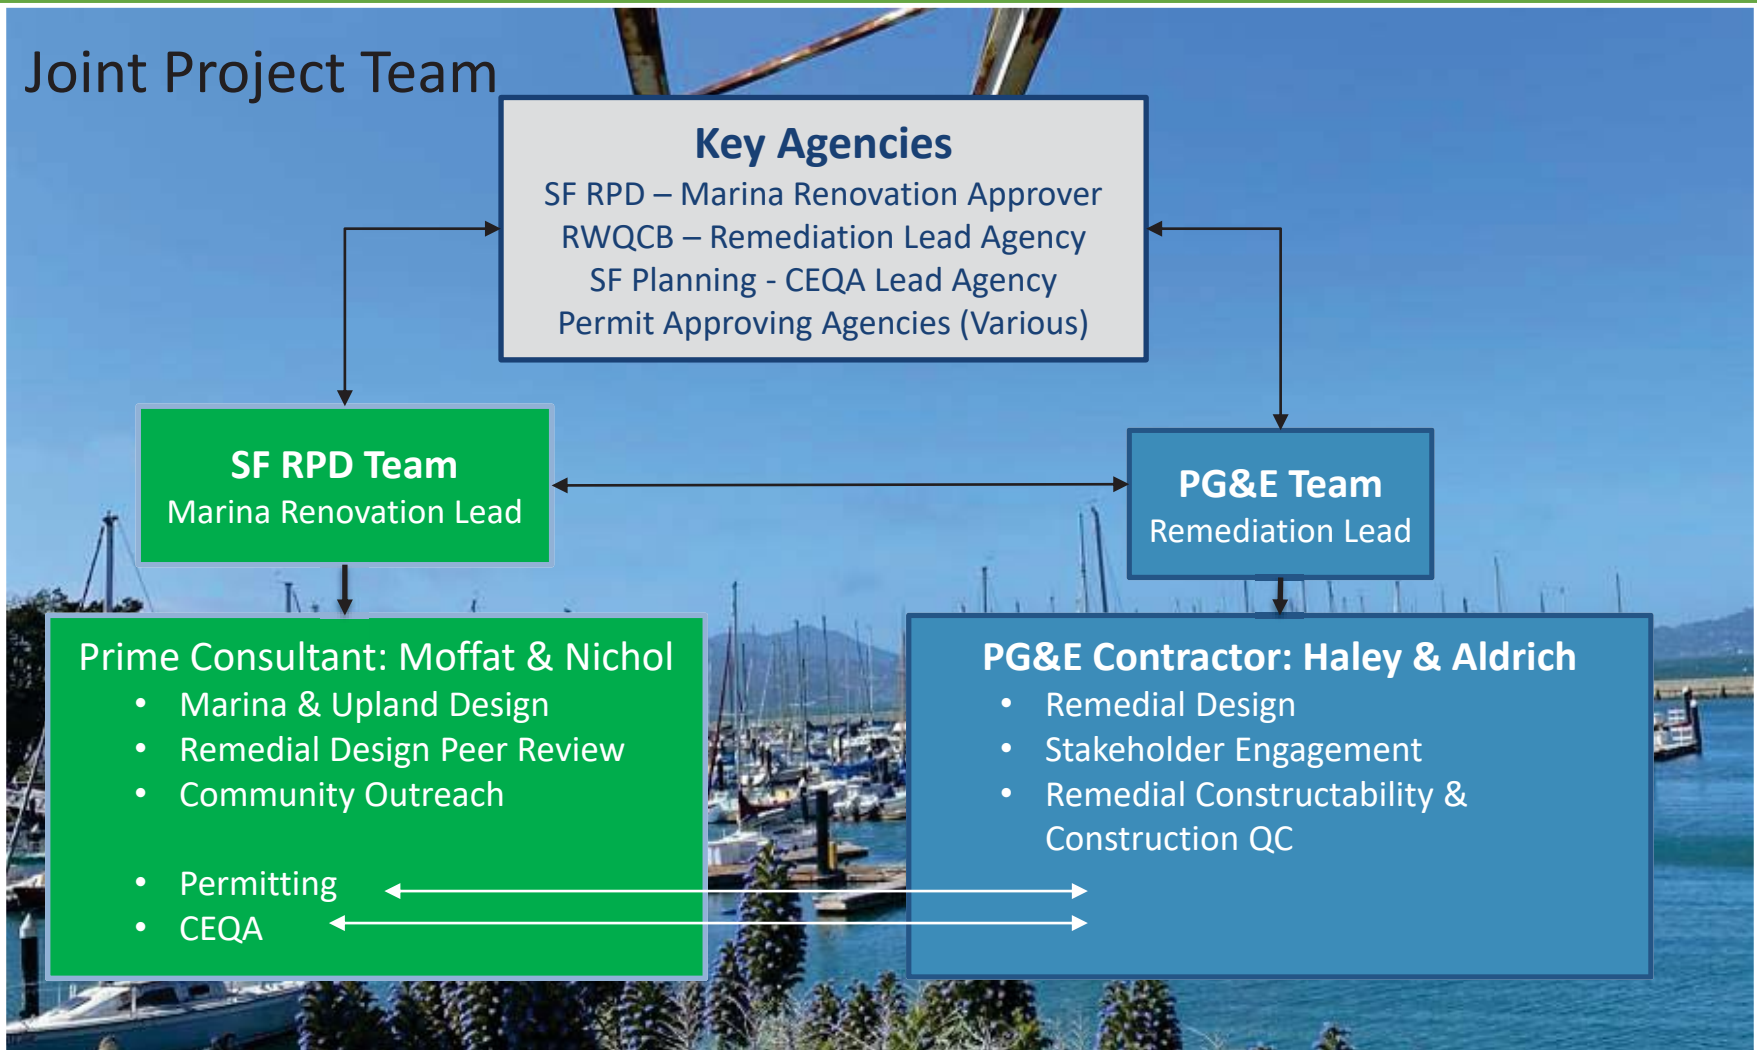 Joint Project Team
Key Agencies
SF RPD – Marina Renovation Approver
RWQCB – Remediation Lead Agency
SF Planning - CEQA Lead Agency
Permit Approving Agencies (Various)
SF RPD Team
Marina Renovation Lead
PG&E Team
Remediation Lead
Prime Consultant: Moffat & Nichol
• Marina & Upland Design
• Remedial Design Peer Review
• Community Outreach
• Permitting
• CEQA
PG&E Contractor: Haley & Aldrich
• Remedial Design
• Stakeholder Engagement
• Remedial Constructability &
Construction QC